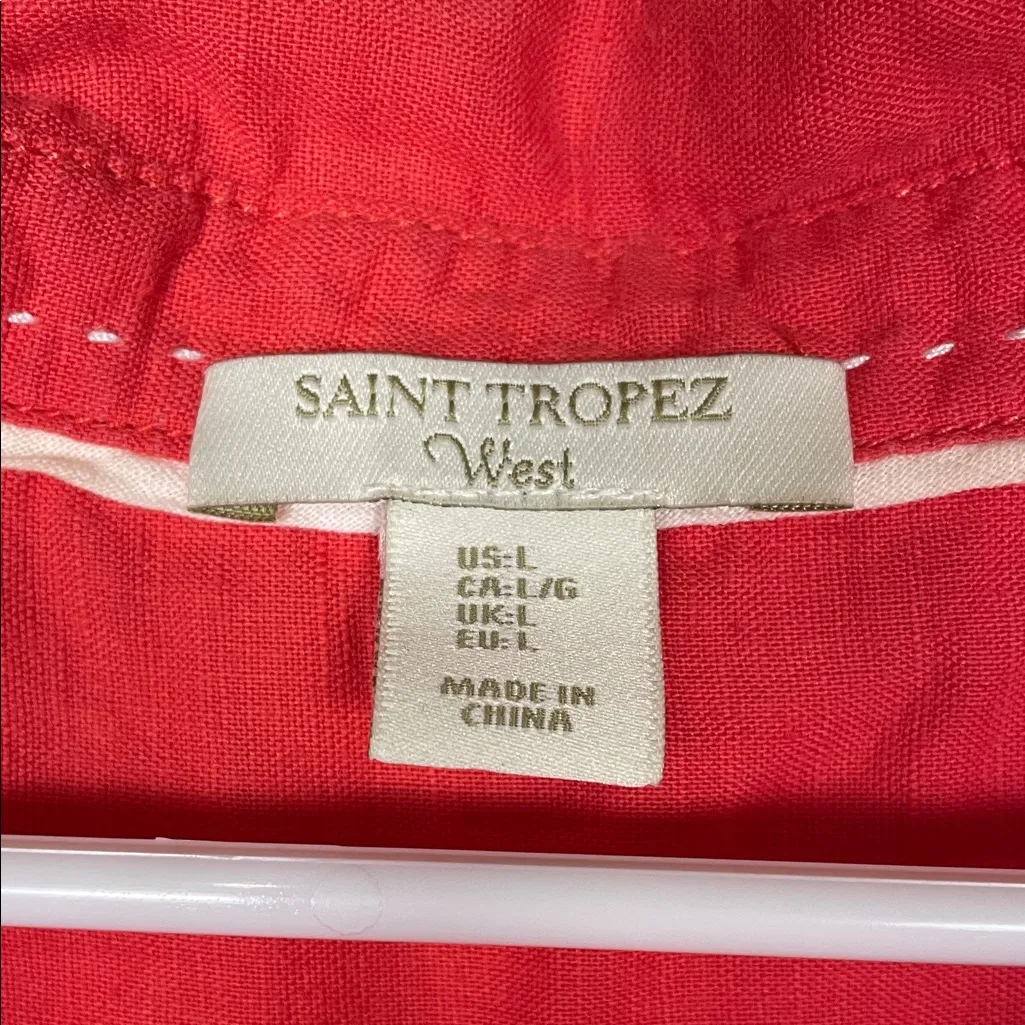 SAINT TROPEZ
West
US:L
CA:L/G
UK:L
EU:L
MADE IN
CHINA